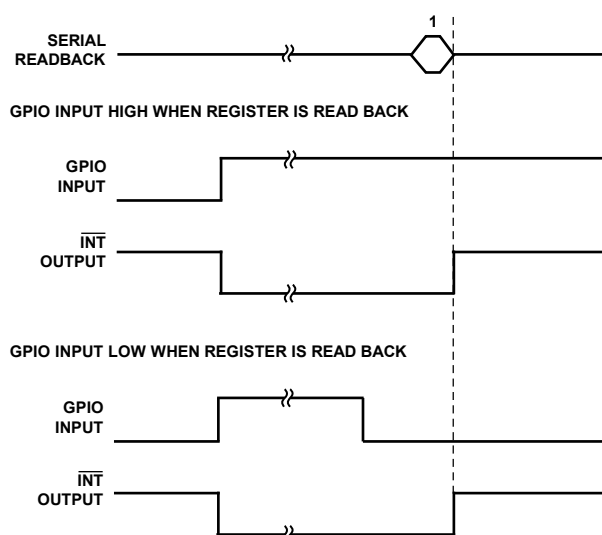 1
SERIAL
READBACK
GPIO INPUT HIGH WHEN REGISTER IS READ BACK
GPIO
INPUT
INT
OUTPUT
GPIO INPUT LOW WHEN REGISTER IS READ BACK
GPIO
INPUT
INT
OUTPUT